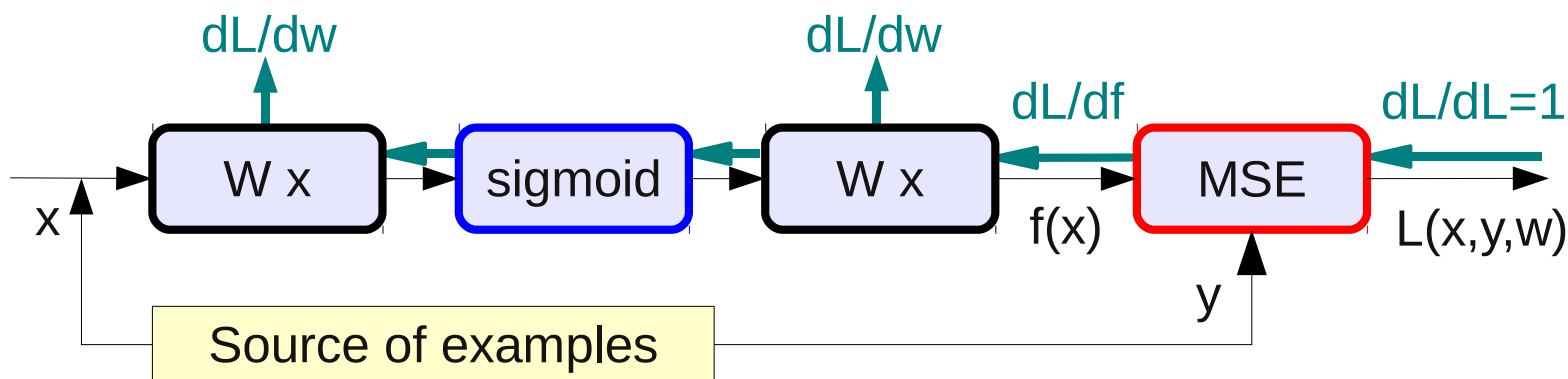 dL/dw
dL/dw
dL/df
dL/dL=1
W x
sigmoid
W x
MSE
x
f(x)
L(x,y,w)
y
Source of examples